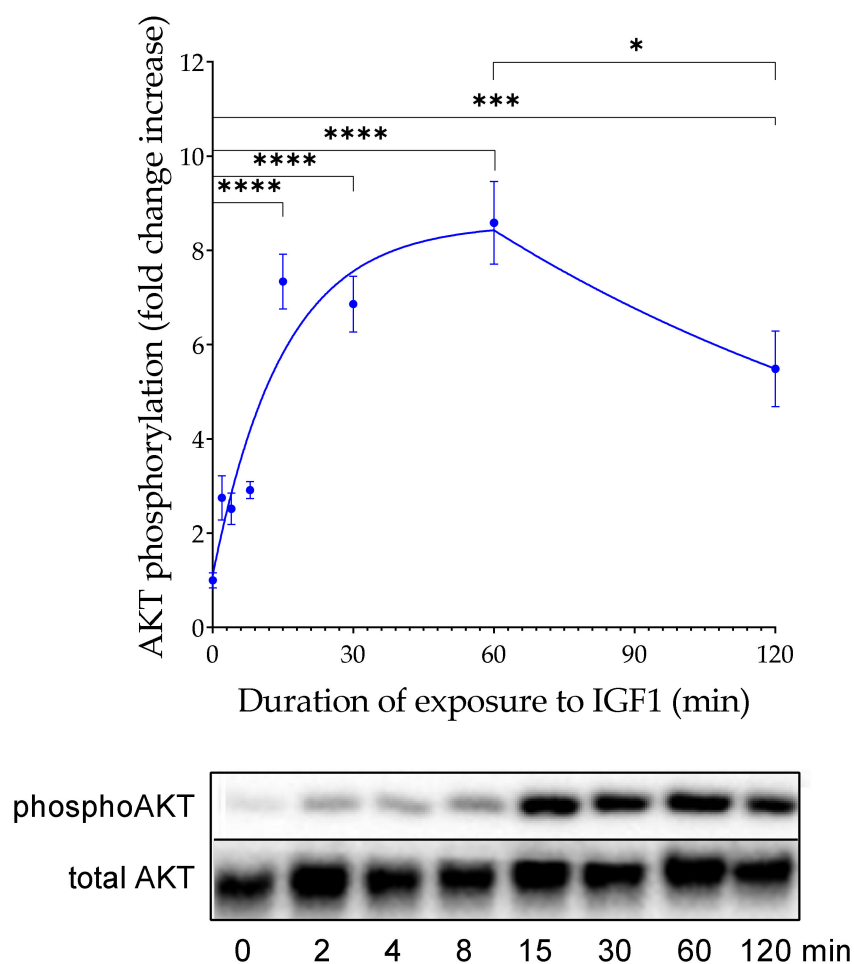 AKT phosphorylation (fold change increase)
12
10
8
6
4
2
0
*
***
****
****
****
0 30 60 90 120
Duration of exposure to IGF1 (min)
phosphoAKT
total AKT
0 2 4 8 15 30 60 120 min